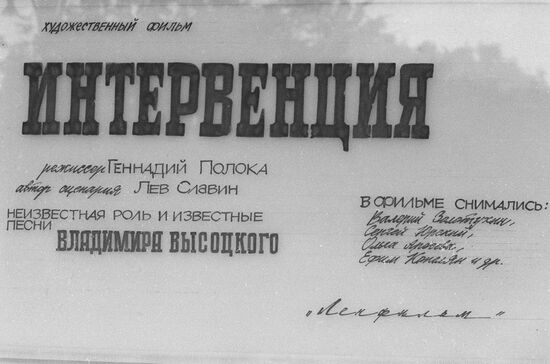 художественный фильм
ИНТЕРВЕНЦИЯ
режиссер ГЕННАДИЙ ПОЛОКА
автор сценария ЛЕВ СЛАВИН
НЕИЗВЕСТНАЯ РОЛЬ И ИЗВЕСТНЫЕ
ПЕСНИ
ВЛАДИМИРА ВЫСОЦКОГО
В ФИЛЬМЕ СНИМАЛИСЬ:
Валерий Золотухин,
Сергей Юрский,
Ольга Аросева,
Ефим Копелян и др.
"Ленфильм"